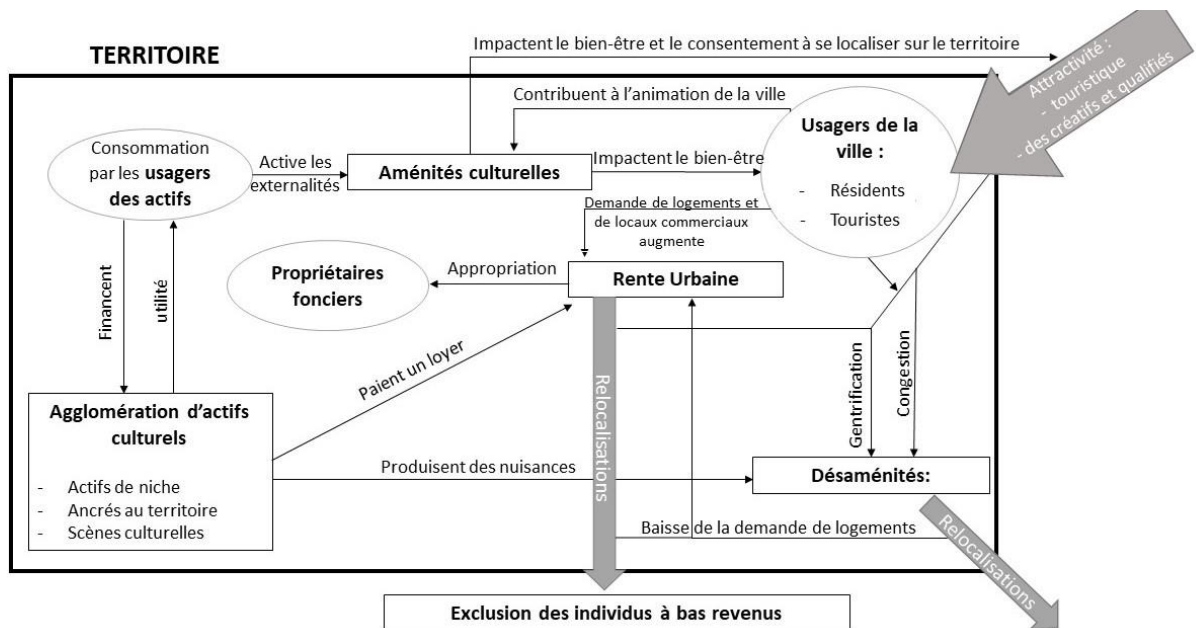 Impactent le bien-être et le consentement à se localiser sur le territoire
TERRITOIRE
Attractivité :
- touristique
- des créatifs et qualifiés
Contribuent à l’animation de la ville
Usagers de la
ville :
- Résidents
- Touristes
Consommation
par les usagers
des actifs
Active les
externalités
Aménités culturelles
Impactent le bien-être
Demande de logements et
de locaux commerciaux
augmente
Propriétaires
fonciers
Appropriation
Rente Urbaine
Financent
utilité
Paient un loyer
Relocalisations
Gentrification
Congestion
Agglomération d’actifs
culturels
- Actifs de niche
- Ancrés au territoire
- Scènes culturelles
Produisent des nuisances
Désaménités:
Baisse de la demande de logements
Relocalisations
Exclusion des individus à bas revenus